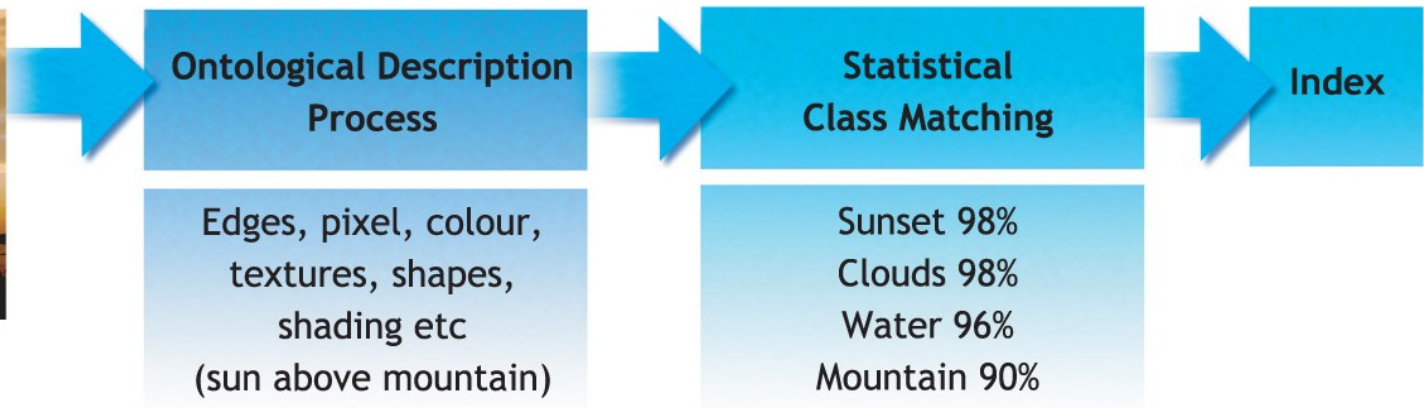 Ontological Description
Process
Statistical
Class Matching
Index
Edges, pixel, colour,
textures, shapes,
shading etc
(sun above mountain)
Sunset 98%
Clouds 98%
Water 96%
Mountain 90%